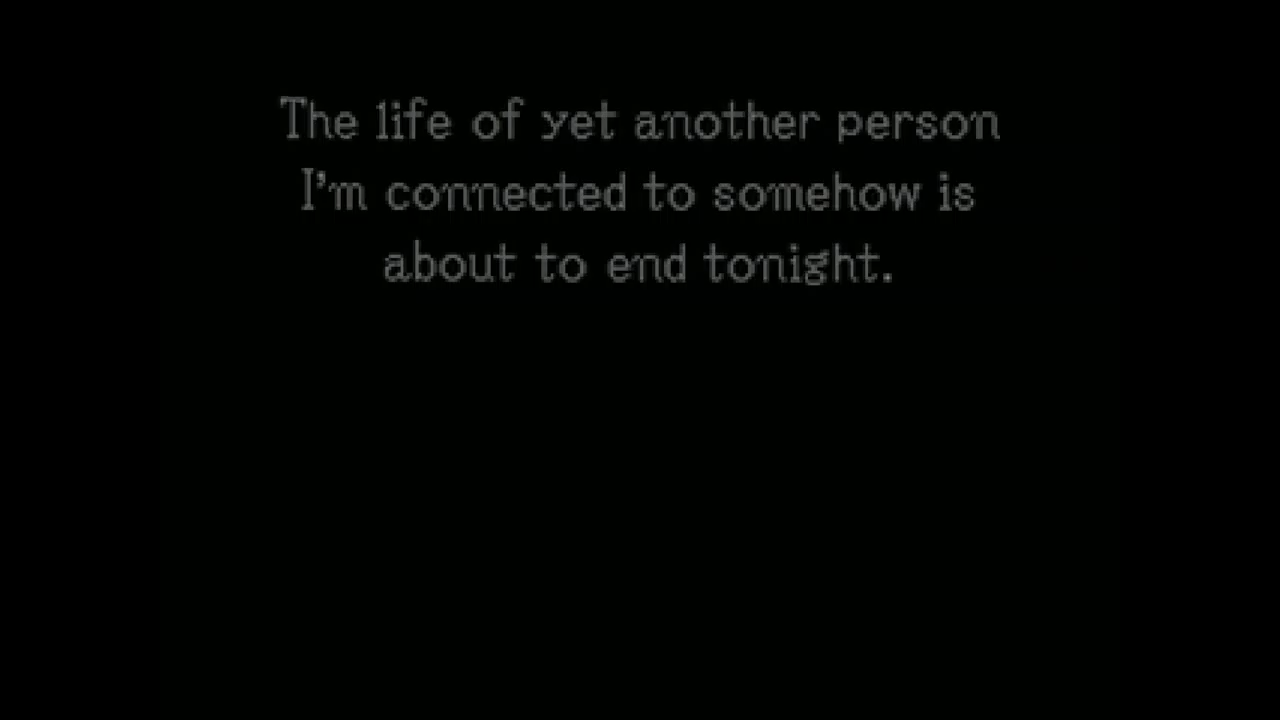 The life of yet another person
I'm connected to somehow is
about to end tonight.